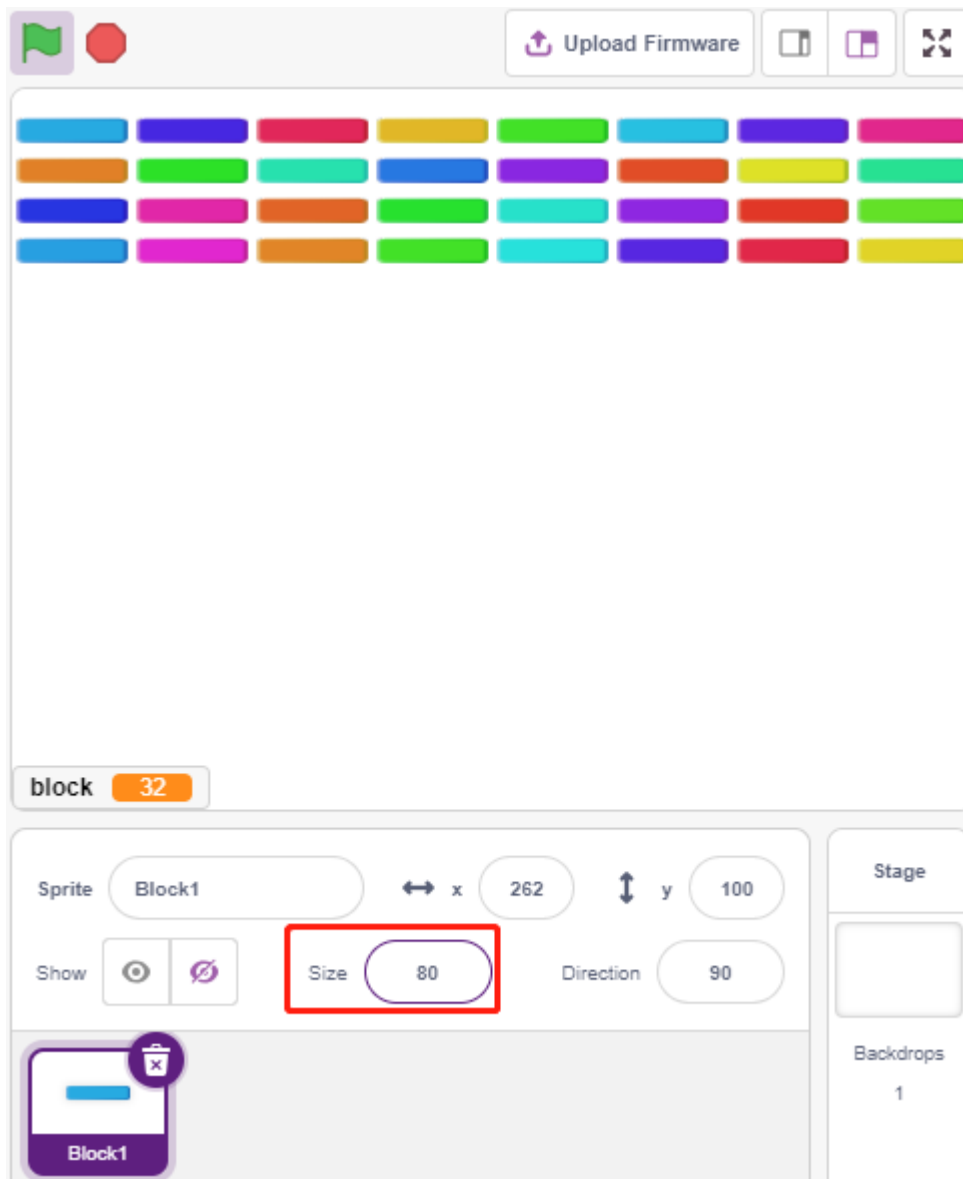 Upload Firmware
block 32
Sprite Block1 x 262 y 100
Stage
Show Size 80 Direction 90
Backdrops
1
Block1